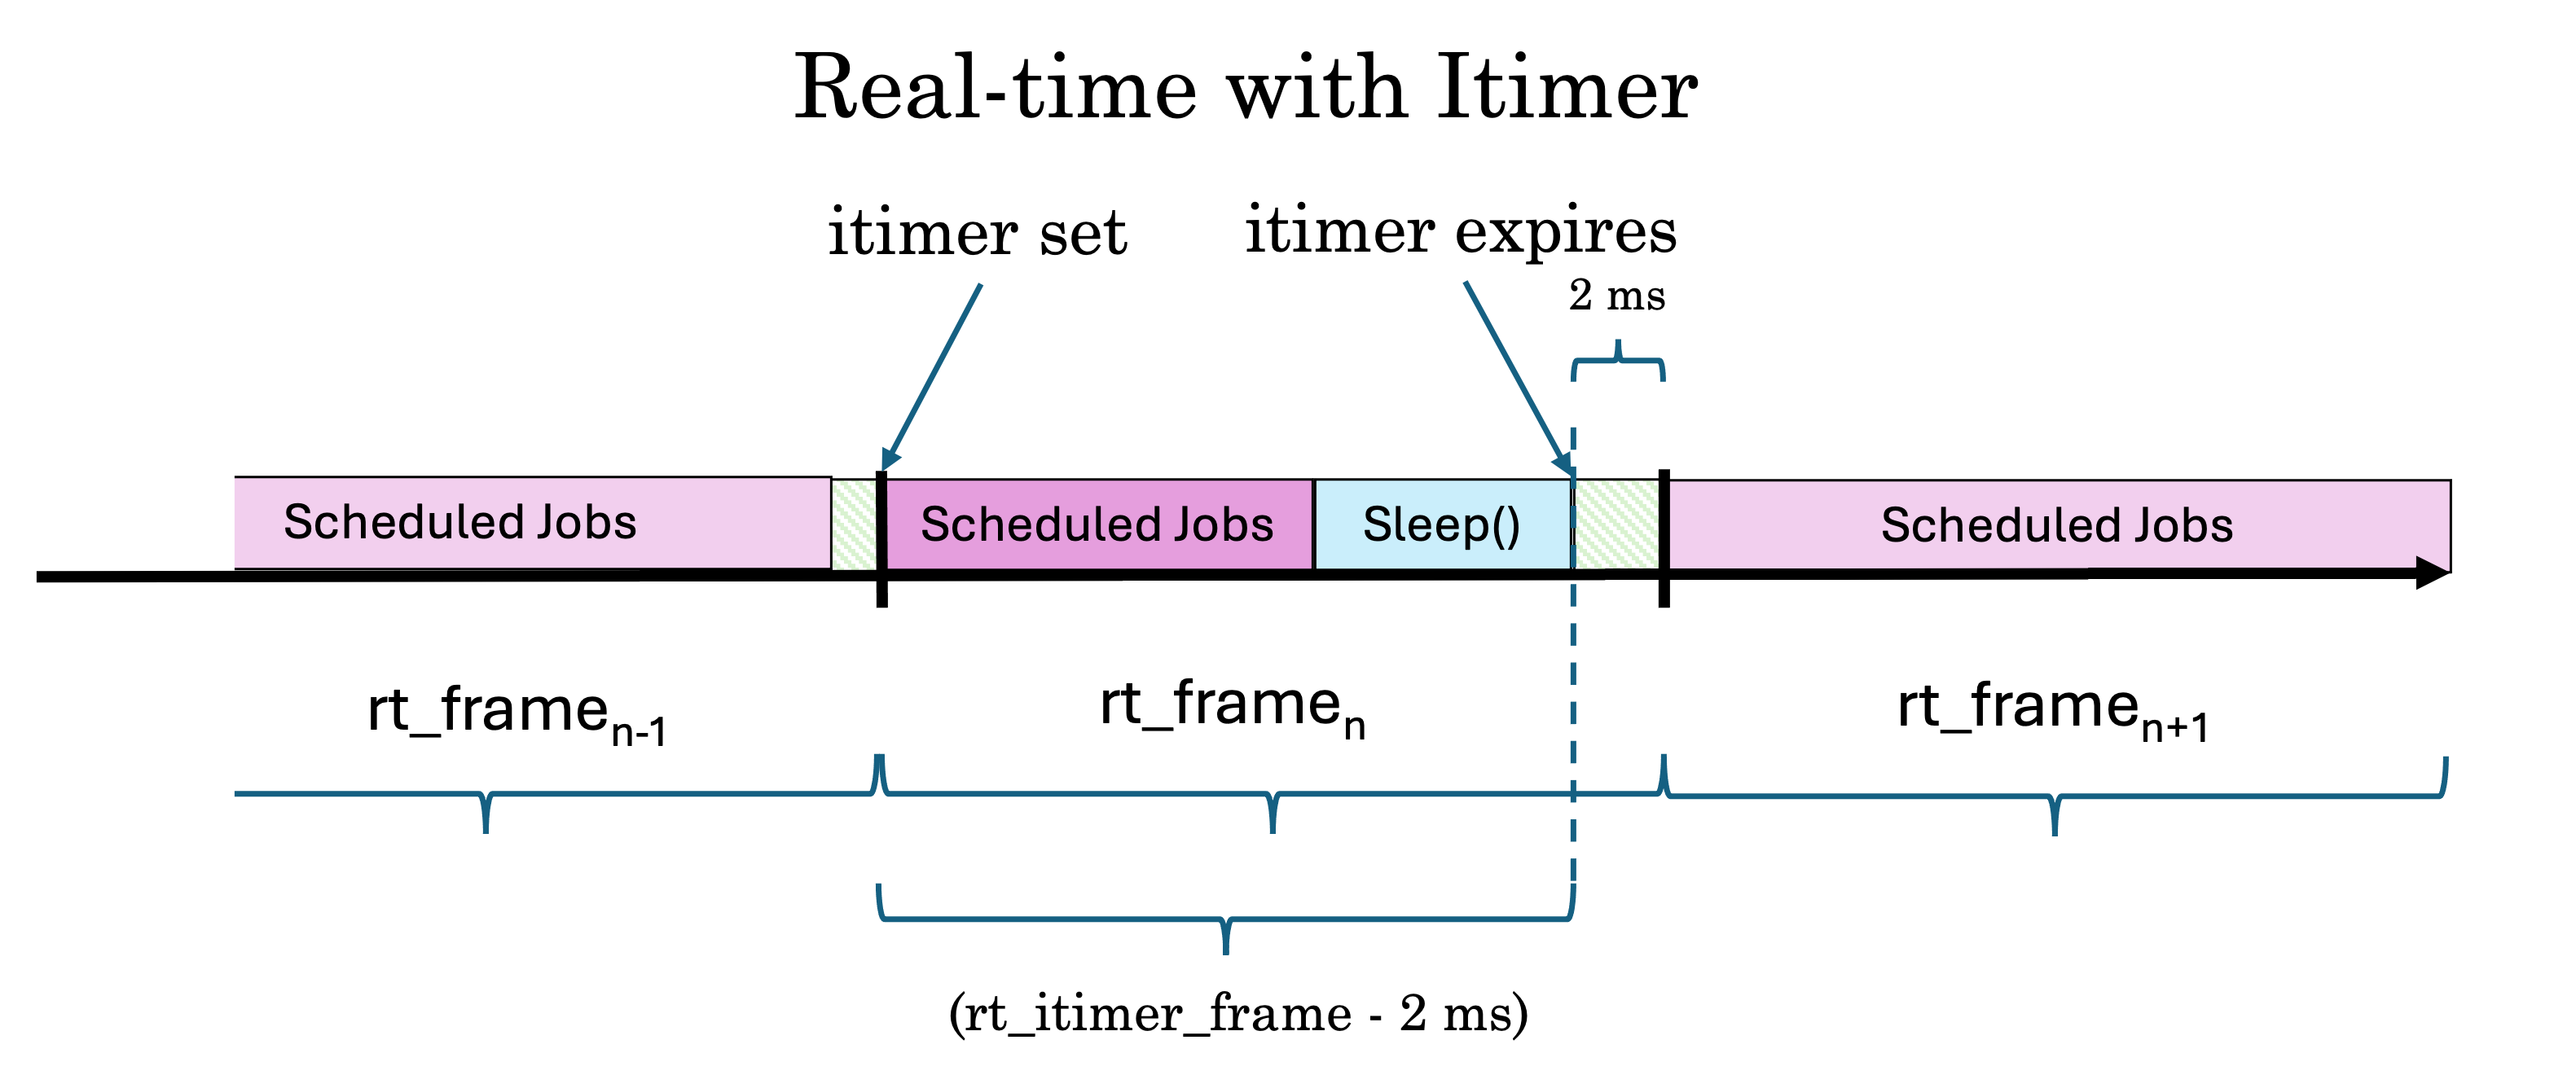 Real-time with Itimer
itimer set
itimer expires
2 ms
Scheduled Jobs
Scheduled Jobs
Sleep()
Scheduled Jobs
rt_frame n-1
rt_frame n
rt_frame n+1
(rt_itimer_frame - 2 ms)